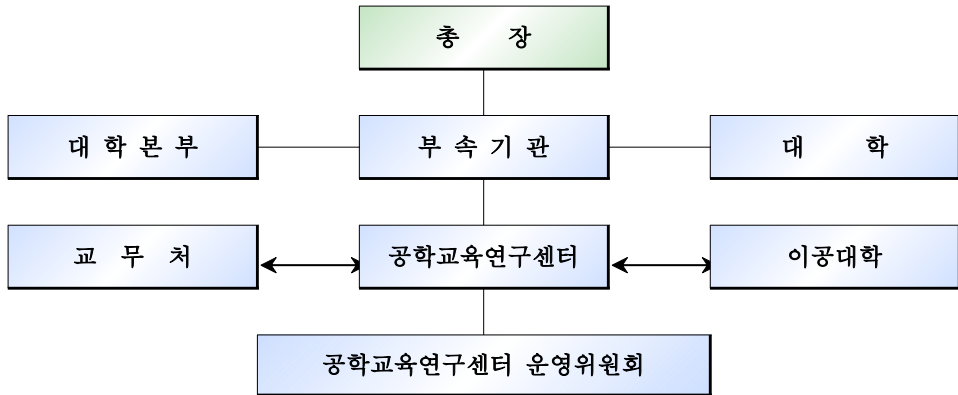 총 장
대 학 본 부
부 속 기 관
대 학
교 무 처
공학교육연구센터
이공대학
공학교육연구센터 운영위원회